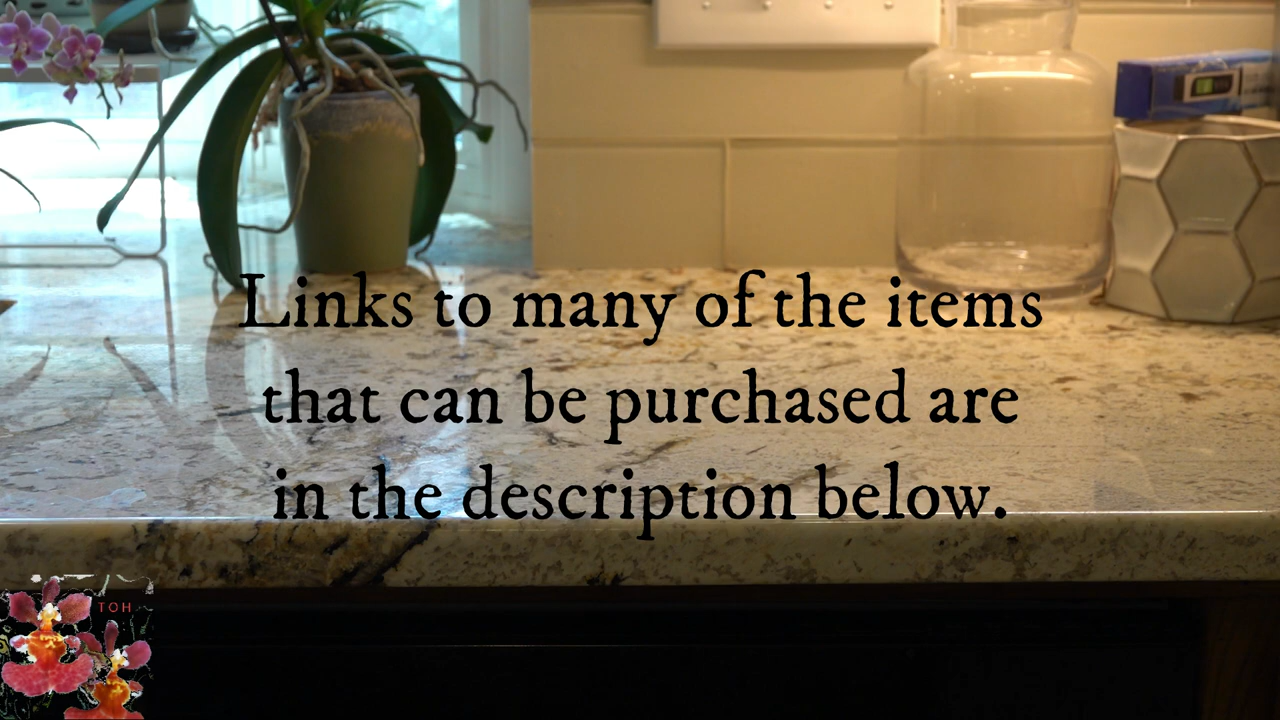 Links to many of the items
that can be purchased are
in the description below.
TOH